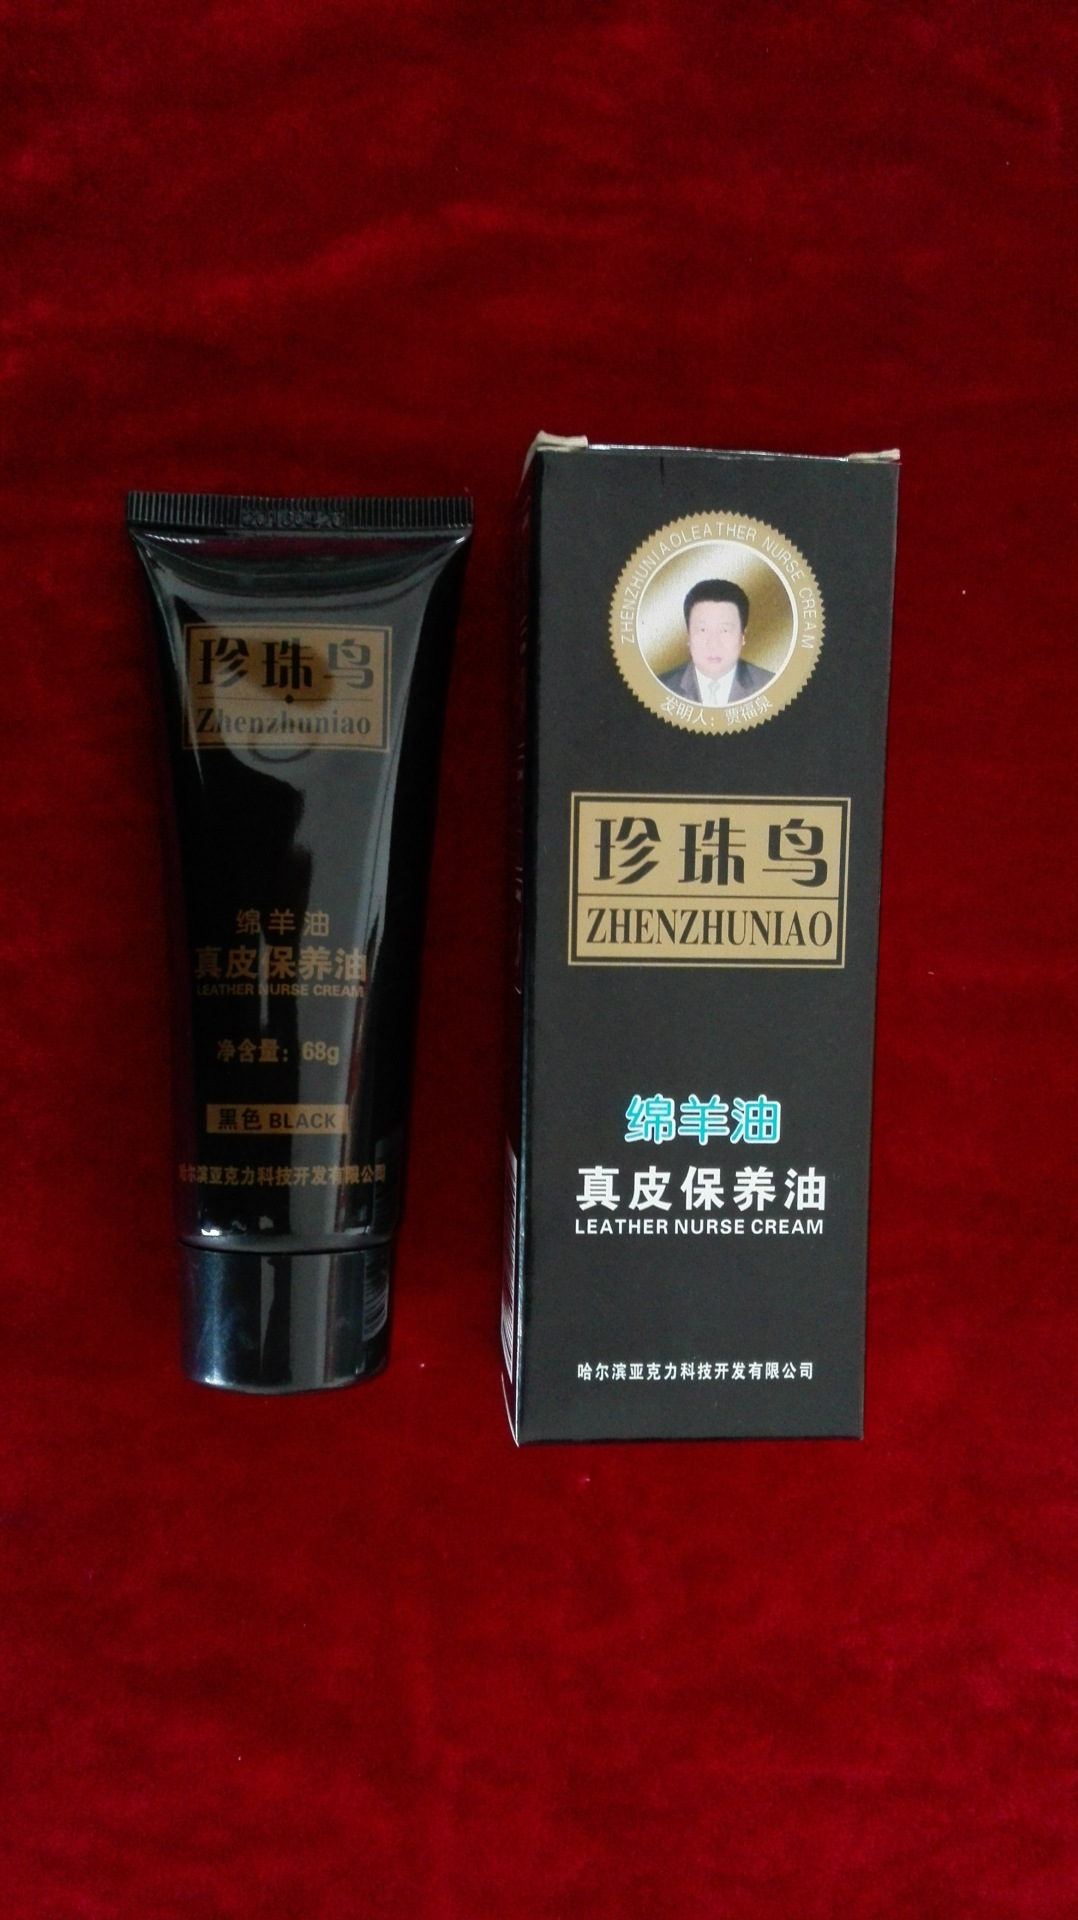 珍珠鸟
Zhenzhuniao
绵羊油
真皮保养油
LEATHER NURSE CREAM
净含量：68g
黑色 BLACK
哈尔滨亚克力科技开发有限公司
ZHENZHUNIAOLEATHER NURSE CREAM
发明人：贾福泉
珍珠鸟
ZHENZHUNIAO
绵羊油
真皮保养油
LEATHER NURSE CREAM
哈尔滨亚克力科技开发有限公司